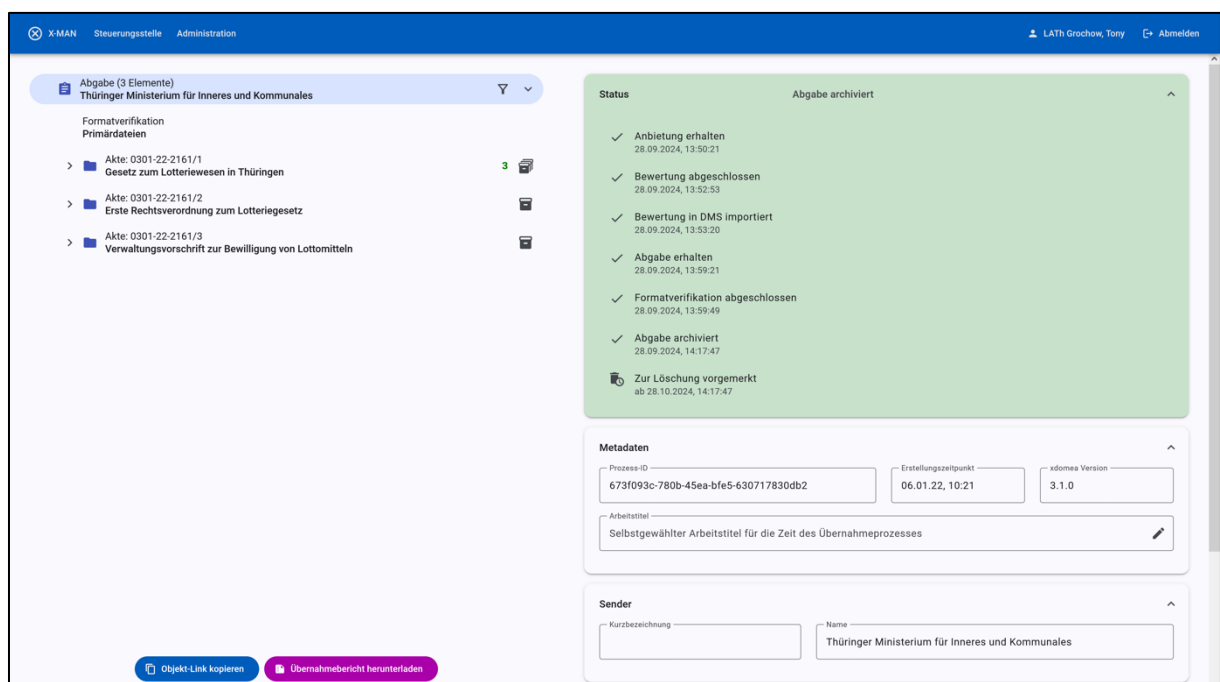 X-MAN Steuerungsstelle Administration LATh Grochow, Tony Abmelden
Abgabe (3 Elemente)
Thüringer Ministerium für Inneres und Kommunales
Formatverifikation
Primärdateien
Akte: 0301-22-2161/1
Gesetz zum Lotteriewesen in Thüringen
3
Akte: 0301-22-2161/2
Erste Rechtsverordnung zum Lotteriegesetz
Akte: 0301-22-2161/3
Verwaltungsvorschrift zur Bewilligung von Lottomitteln
Objekt-Link kopieren
Übernahmebericht herunterladen
Status Abgabe archiviert
Anbietung erhalten
28.09.2024, 13:50:21
Bewertung abgeschlossen
28.09.2024, 13:52:53
Bewertung in DMS importiert
28.09.2024, 13:53:20
Abgabe erhalten
28.09.2024, 13:59:21
Formatverifikation abgeschlossen
28.09.2024, 13:59:49
Abgabe archiviert
28.09.2024, 14:17:47
Zur Löschung vorgemerkt
ab 28.10.2024, 14:17:47
Metadaten
Prozess-ID Erstellungszeitpunkt xdomea Version
673f093c-780b-45ea-bfe5-630717830db2 06.01.22, 10:21 3.1.0
Arbeitstitel
Selbstgewählter Arbeitstitel für die Zeit des Übernahmeprozesses
Sender
Kurzbezeichnung Name
Thüringer Ministerium für Inneres und Kommunales